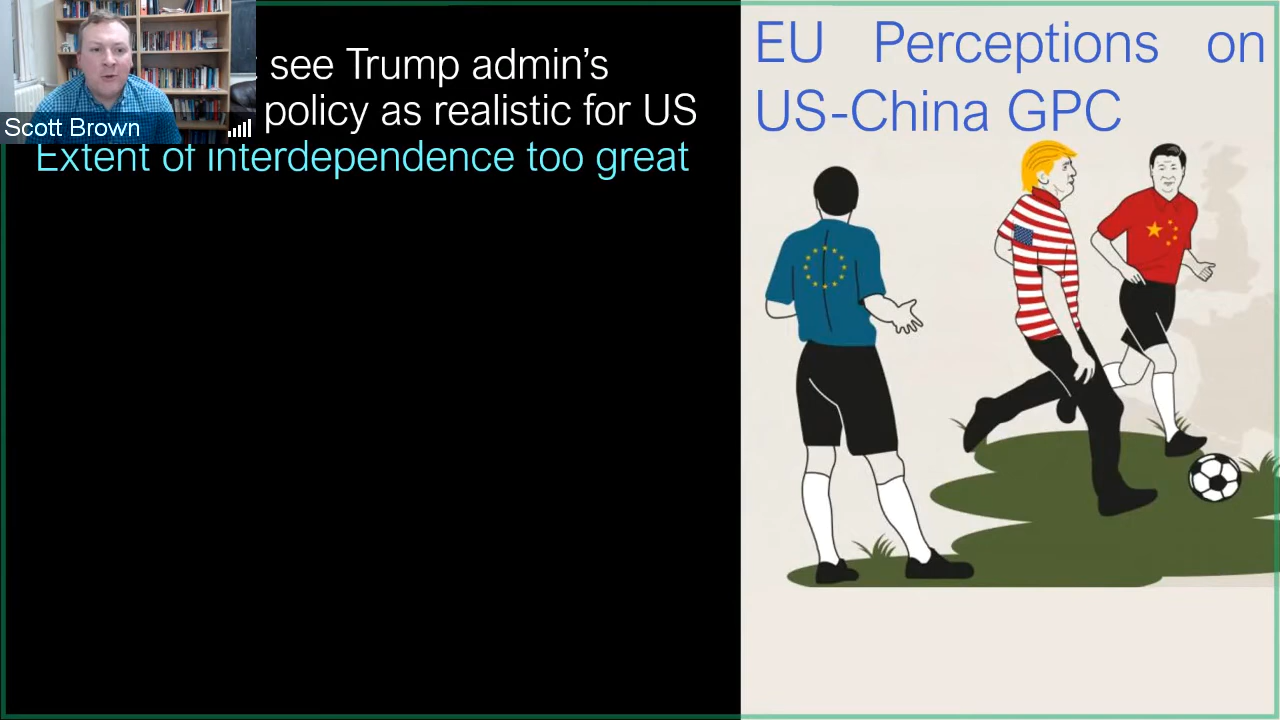 see Trump admin's
policy as realistic for US
Extent of interdependence too great
Scott Brown
EU Perceptions on
US-China GPC